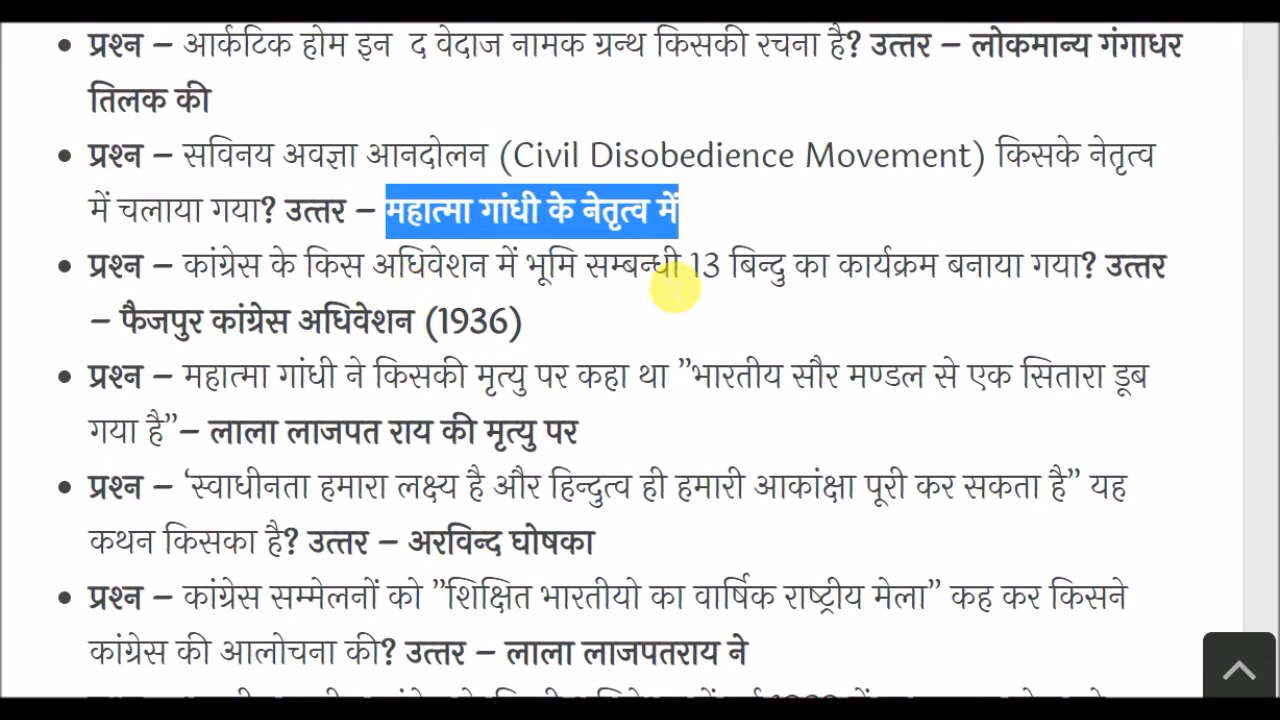 • प्रश्न – आर्कटिक होम इन द वेदाज नामक ग्रन्थ किसकी रचना है? उत्तर – लोकमान्य गंगाधर
तिलक की
• प्रश्न – सविनय अवज्ञा आनदोलन (Civil Disobedience Movement) किसके नेतृत्व
में चलाया गया? उत्तर – महात्मा गांधी के नेतृत्व में
• प्रश्न – कांग्रेस के किस अधिवेशन में भूमि सम्बन्धी 13 बिन्दु का कार्यक्रम बनाया गया? उत्तर
– फैजपुर कांग्रेस अधिवेशन (1936)
• प्रश्न – महात्मा गांधी ने किसकी मृत्यु पर कहा था ”भारतीय सौर मण्डल से एक सितारा डूब
गया है”– लाला लाजपत राय की मृत्यु पर
• प्रश्न – ‘स्वाधीनता हमारा लक्ष्य है और हिन्दुत्व ही हमारी आकांक्षा पूरी कर सकता है” यह
कथन किसका है? उत्तर – अरविन्द घोषका
• प्रश्न – कांग्रेस सम्मेलनों को ”शिक्षित भारतीयो का वार्षिक राष्ट्रीय मेला” कह कर किसने
कांग्रेस की आलोचना की? उत्तर – लाला लाजपतराय ने